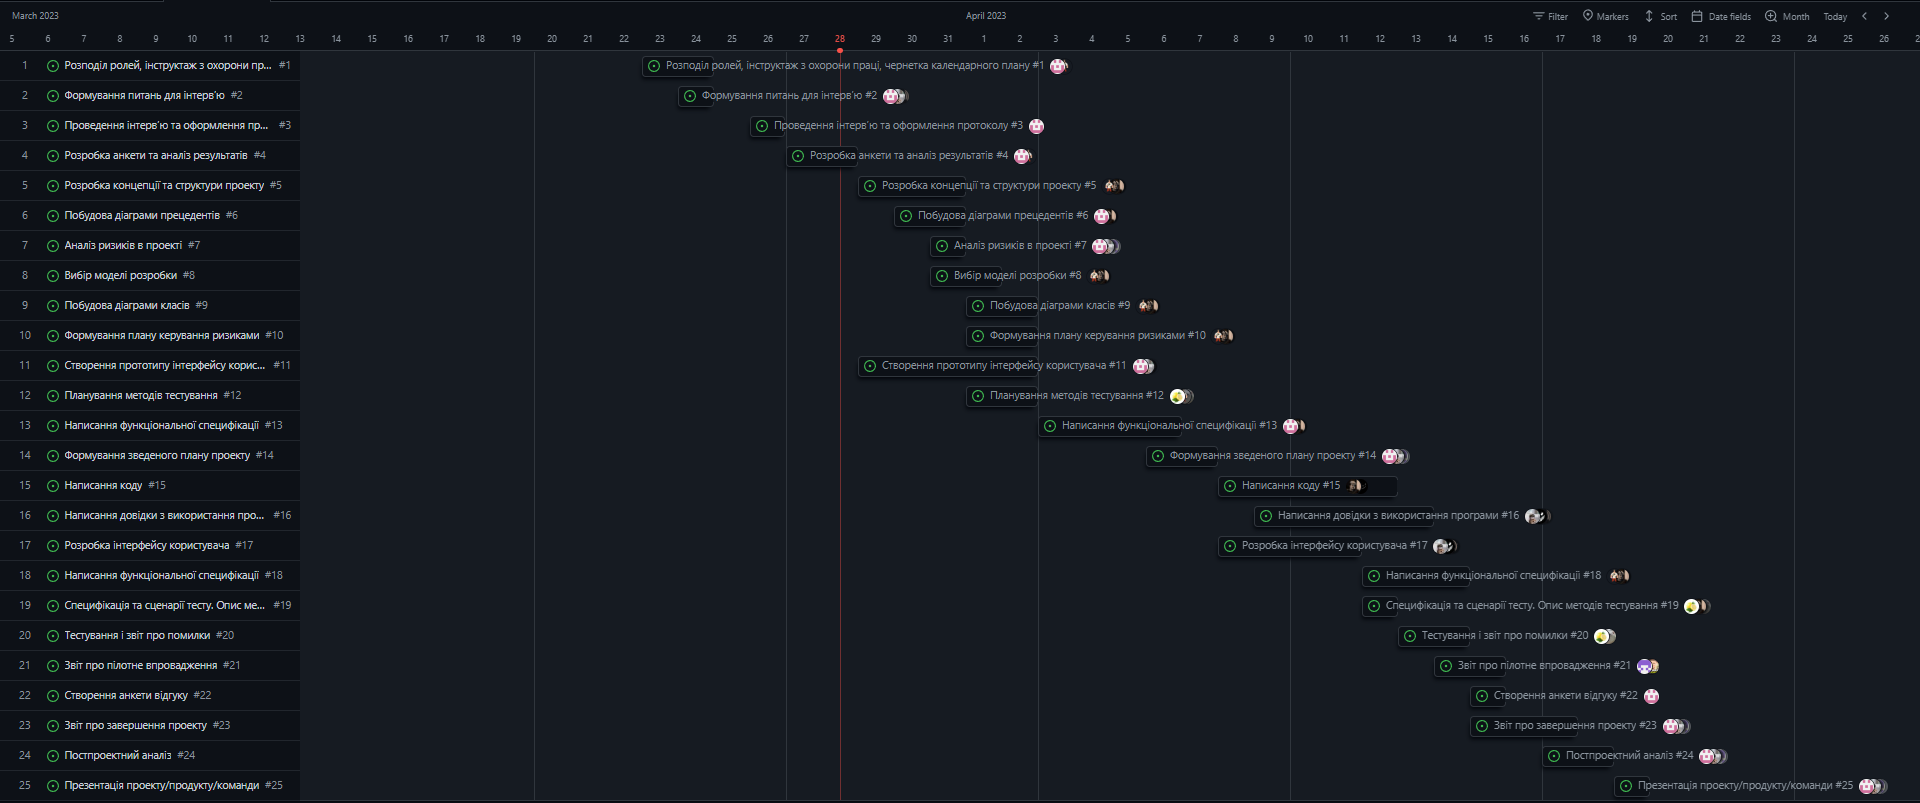 March 2023 April 2023 Filter Markers Sort Date fields Month Today
5 6 7 8 9 10 11 12 13 14 15 16 17 18 19 20 21 22 23 24 25 26 27 28 29 30 31 1 2 3 4 5 6 7 8 9 10 11 12 13 14 15 16 17 18 19 20 21 22 23 24 25 26
1 Розподіл ролей, інструктаж з охорони пр... #1 Розподіл ролей, інструктаж з охорони праці, чернетка календарного плану #1
2 Формування питань для інтерв'ю #2 Формування питань для інтерв'ю #2
3 Проведення інтерв'ю та оформлення пр... #3 Проведення інтерв'ю та оформлення протоколу #3
4 Розробка анкети та аналіз результатів #4 Розробка анкети та аналіз результатів #4
5 Розробка концепції та структури проекту #5 Розробка концепції та структури проекту #5
6 Побудова діаграми прецедентів #6 Побудова діаграми прецедентів #6
7 Аналіз ризиків в проекті #7 Аналіз ризиків в проекті #7
8 Вибір моделі розробки #8 Вибір моделі розробки #8
9 Побудова діаграми класів #9 Побудова діаграми класів #9
10 Формування плану керування ризиками #10 Формування плану керування ризиками #10
11 Створення прототипу інтерфейсу корис... #11 Створення прототипу інтерфейсу користувача #11
12 Планування методів тестування #12 Планування методів тестування #12
13 Написання функціональної специфікації #13 Написання функціональної специфікації #13
14 Формування зведеного плану проекту #14 Формування зведеного плану проекту #14
15 Написання коду #15 Написання коду #15
16 Написання довідки з використання про... #16 Написання довідки з використання програми #16
17 Розробка інтерфейсу користувача #17 Розробка інтерфейсу користувача #17
18 Написання функціональної специфікації #18 Написання функціональної специфікації #18
19 Специфікація та сценарії тесту. Опис ме... #19 Специфікація та сценарії тесту. Опис методів тестування #19
20 Тестування і звіт про помилки #20 Тестування і звіт про помилки #20
21 Звіт про пілотне впровадження #21 Звіт про пілотне впровадження #21
22 Створення анкети відгуку #22 Створення анкети відгуку #22
23 Звіт про завершення проекту #23 Звіт про завершення проекту #23
24 Постпроектний аналіз #24 Постпроектний аналіз #24
25 Презентація проекту/продукту/команди #25 Презентація проекту/продукту/команди #25